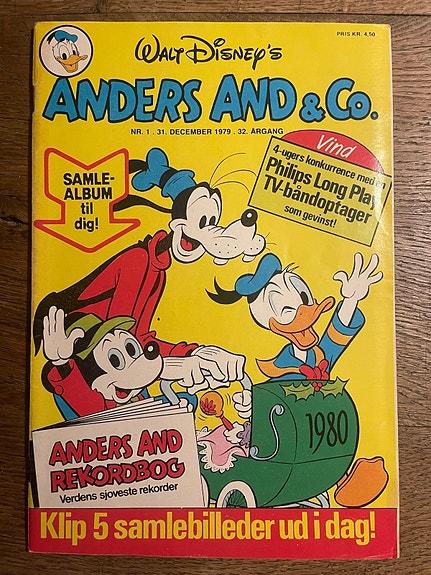 PRIS KR. 4,50
WALT DISNEY'S
ANDERS AND & Co.
NR. 1 . 31. DECEMBER 1979 . 32. ÅRGANG
SAMLE-
ALBUM
til
dig!
Vind
4-ugers konkurrence med en
Philips Long Play
TV-båndoptager
som gevinst!
1980
ANDERS AND
REKORDBOG
Verdens sjoveste rekorder
Klip 5 samlebilleder ud i dag!